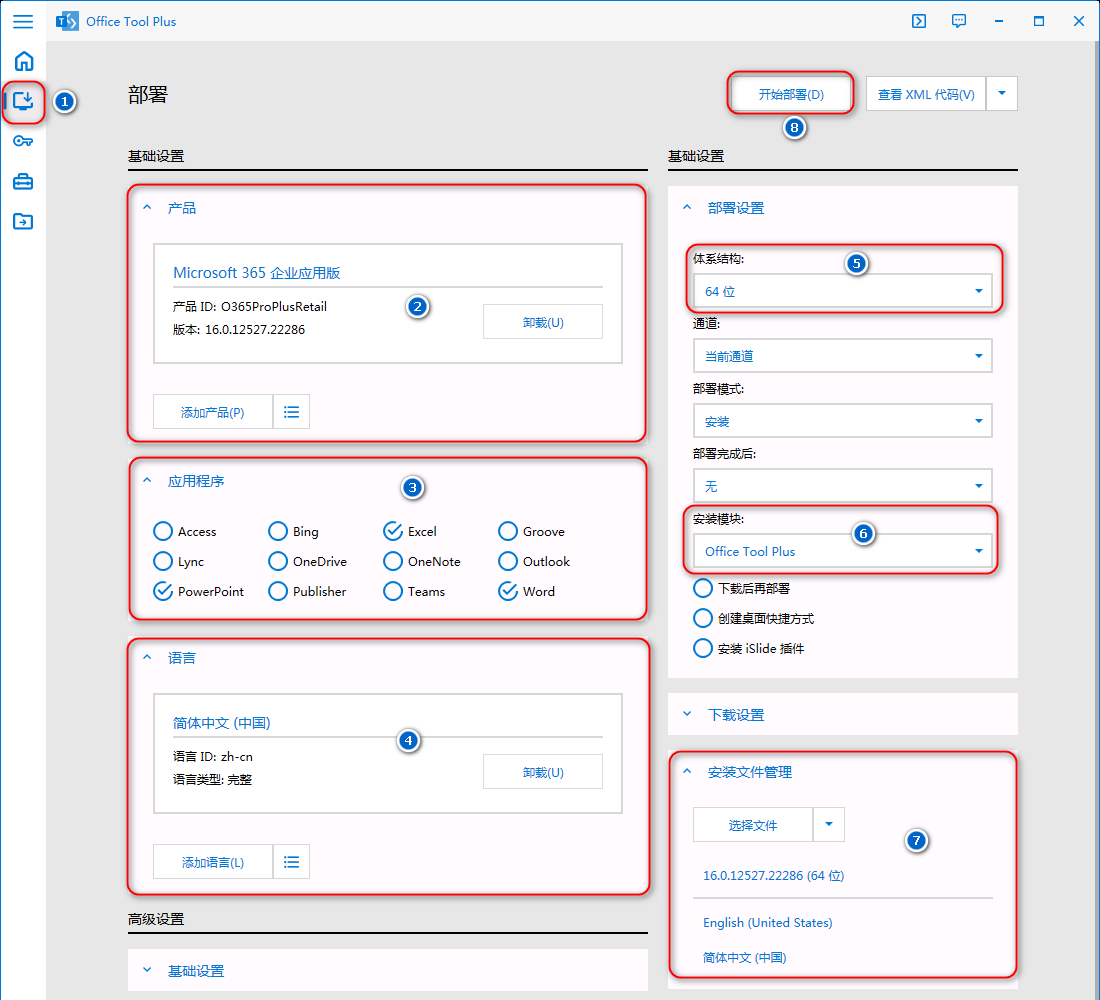 Office Tool Plus
1
部署
开始部署(D)
查看 XML 代码(V)
8
基础设置
产品
Microsoft 365 企业应用版
产品 ID: O365ProPlusRetail
版本: 16.0.12527.22286
2
卸载(U)
添加产品(P)
应用程序
3
Access
Bing
Excel
Groove
Lync
OneDrive
OneNote
Outlook
PowerPoint
Publisher
Teams
Word
语言
简体中文 (中国)
4
语言 ID: zh-cn
语言类型: 完整
卸载(U)
添加语言(L)
高级设置
基础设置
基础设置
部署设置
体系结构:
5
64 位
通道:
当前通道
部署模式:
安装
部署完成后:
无
安装模块:
6
Office Tool Plus
下载后再部署
创建桌面快捷方式
安装 iSlide 插件
下载设置
安装文件管理
选择文件
7
16.0.12527.22286 (64 位)
English (United States)
简体中文 (中国)